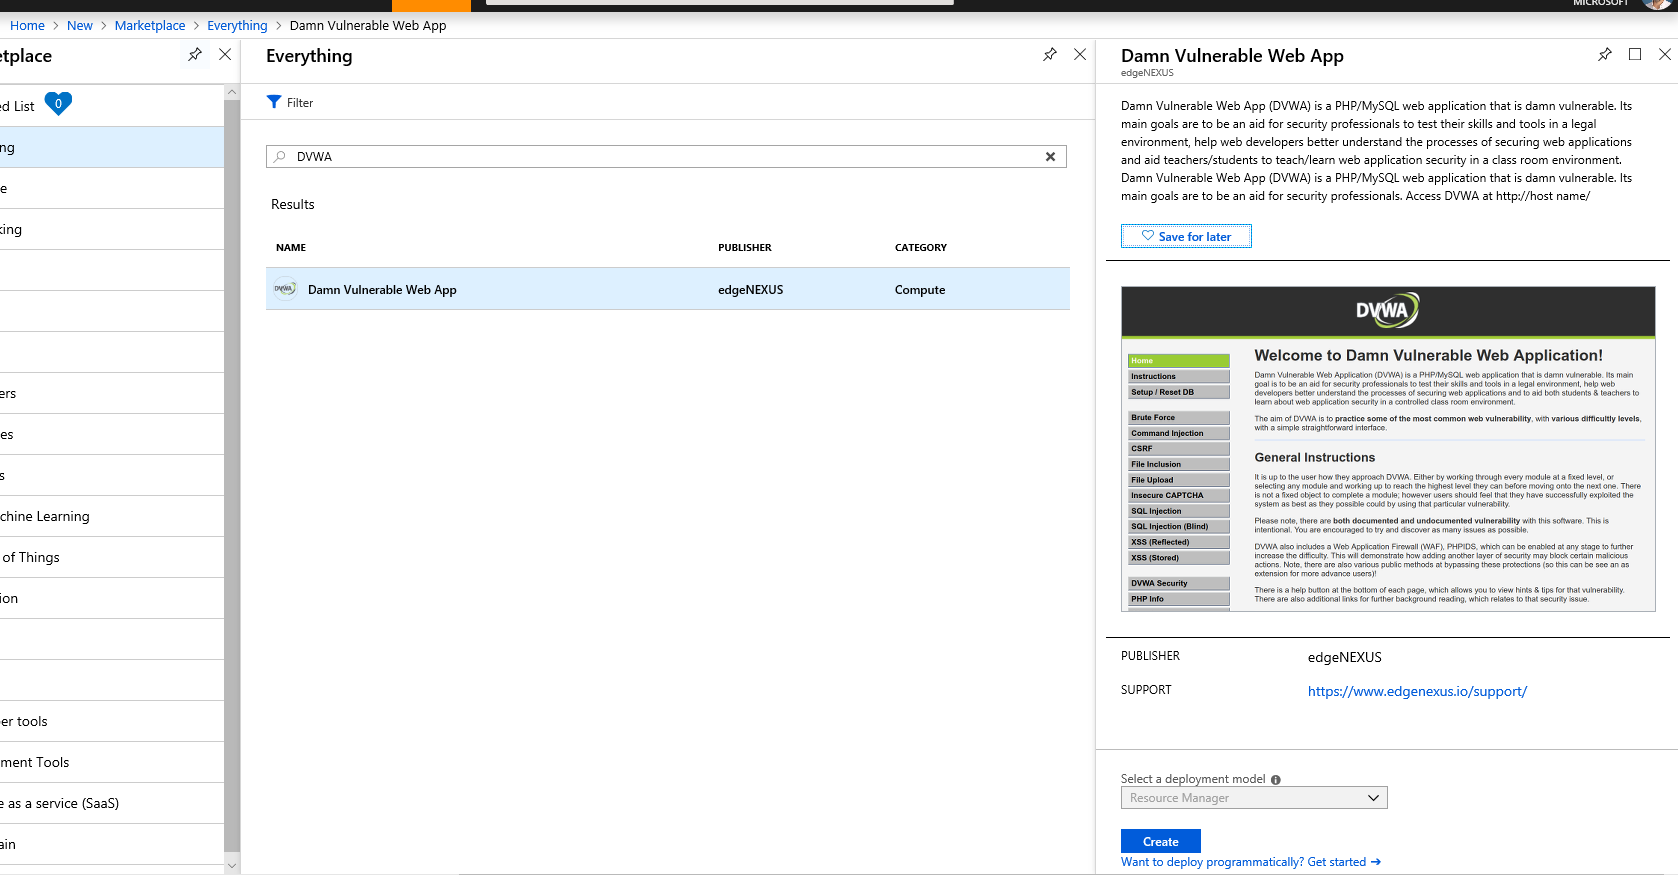 MICROSOFT
Home > New > Marketplace > Everything > Damn Vulnerable Web App
etplace
ed List 0
ng
e
king
ers
es
s
chine Learning
of Things
ion
er tools
ment Tools
e as a service (SaaS)
ain
Everything
Filter
DVWA
Results
NAME PUBLISHER CATEGORY
DVWA Damn Vulnerable Web App edgeNEXUS Compute
Damn Vulnerable Web App
edgeNEXUS
Damn Vulnerable Web App (DVWA) is a PHP/MySQL web application that is damn vulnerable. Its
main goals are to be an aid for security professionals to test their skills and tools in a legal
environment, help web developers better understand the processes of securing web applications
and aid teachers/students to teach/learn web application security in a class room environment.
Damn Vulnerable Web App (DVWA) is a PHP/MySQL web application that is damn vulnerable. Its
main goals are to be an aid for security professionals. Access DVWA at http://host name/
Save for later
DVWA
Home
Instructions
Setup / Reset DB
Brute Force
Command Injection
CSRF
File Inclusion
File Upload
Insecure CAPTCHA
SQL Injection
SQL Injection (Blind)
XSS (Reflected)
XSS (Stored)
DVWA Security
PHP Info
Welcome to Damn Vulnerable Web Application!
Damn Vulnerable Web Application (DVWA) is a PHP/MySQL web application that is damn vulnerable. Its main
goal is to be an aid for security professionals to test their skills and tools in a legal environment, help web
developers better understand the processes of securing web applications and to aid both students & teachers to
learn about web application security in a controlled class room environment.
The aim of DVWA is to practice some of the most common web vulnerability, with various difficultly levels,
with a simple straightforward interface.
General Instructions
It is up to the user how they approach DVWA. Either by working through every module at a fixed level, or
selecting any module and working up to reach the highest level they can before moving onto the next one. There
is not a fixed object to complete a module; however users should feel that they have successfully exploited the
system as best as they possible could by using that particular vulnerability.
Please note, there are both documented and undocumented vulnerability with this software. This is
intentional. You are encouraged to try and discover as many issues as possible.
DVWA also includes a Web Application Firewall (WAF), PHPIDS, which can be enabled at any stage to further
increase the difficulty. This will demonstrate how adding another layer of security may block certain malicious
actions. Note, there are also various public methods at bypassing these protections (so this can be see an as
extension for more advance users)!
There is a help button at the bottom of each page, which allows you to view hints & tips for that vulnerability.
There are also additional links for further background reading, which relates to that security issue.
PUBLISHER edgeNEXUS
SUPPORT https://www.edgenexus.io/support/
Select a deployment model
Resource Manager
Create
Want to deploy programmatically? Get started →